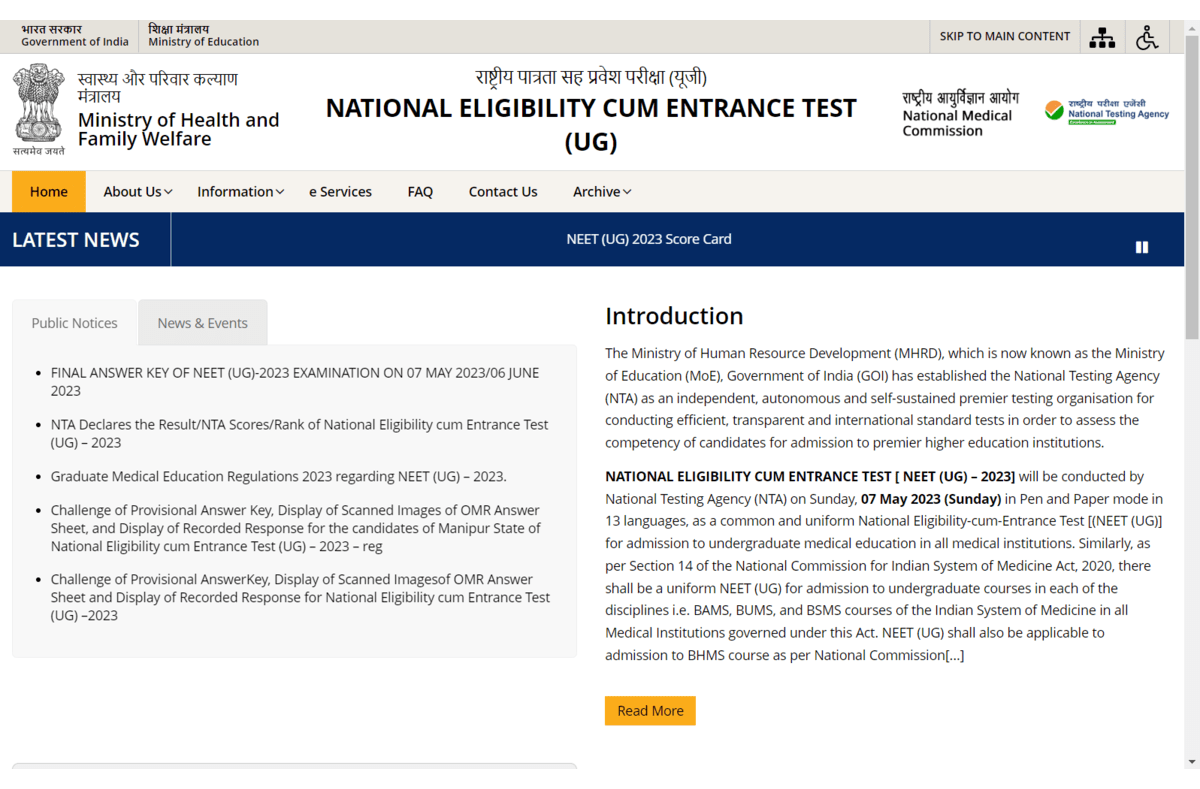 भारत सरकार
Government of India
शिक्षा मंत्रालय
Ministry of Education
SKIP TO MAIN CONTENT
स्वास्थ्य और परिवार कल्याण
मंत्रालय
Ministry of Health and
Family Welfare
सत्यमेव जयते
राष्ट्रीय पात्रता सह प्रवेश परीक्षा (यूजी)
NATIONAL ELIGIBILITY CUM ENTRANCE TEST
(UG)
राष्ट्रीय आयुर्विज्ञान आयोग
National Medical
Commission
राष्ट्रीय परीक्षा एजेंसी
National Testing Agency
Excellence in Assessment
Home
About Us
Information
e Services
FAQ
Contact Us
Archive
LATEST NEWS
NEET (UG) 2023 Score Card
Public Notices
News & Events
FINAL ANSWER KEY OF NEET (UG)-2023 EXAMINATION ON 07 MAY 2023/06 JUNE
2023
NTA Declares the Result/NTA Scores/Rank of National Eligibility cum Entrance Test
(UG) – 2023
Graduate Medical Education Regulations 2023 regarding NEET (UG) – 2023.
Challenge of Provisional Answer Key, Display of Scanned Images of OMR Answer
Sheet, and Display of Recorded Response for the candidates of Manipur State of
National Eligibility cum Entrance Test (UG) – 2023 – reg
Challenge of Provisional AnswerKey, Display of Scanned Imagesof OMR Answer
Sheet and Display of Recorded Response for National Eligibility cum Entrance Test
(UG) –2023
Introduction
The Ministry of Human Resource Development (MHRD), which is now known as the Ministry
of Education (MoE), Government of India (GOI) has established the National Testing Agency
(NTA) as an independent, autonomous and self-sustained premier testing organisation for
conducting efficient, transparent and international standard tests in order to assess the
competency of candidates for admission to premier higher education institutions.
NATIONAL ELIGIBILITY CUM ENTRANCE TEST [ NEET (UG) – 2023] will be conducted by
National Testing Agency (NTA) on Sunday, 07 May 2023 (Sunday) in Pen and Paper mode in
13 languages, as a common and uniform National Eligibility-cum-Entrance Test [(NEET (UG)]
for admission to undergraduate medical education in all medical institutions. Similarly, as
per Section 14 of the National Commission for Indian System of Medicine Act, 2020, there
shall be a uniform NEET (UG) for admission to undergraduate courses in each of the
disciplines i.e. BAMS, BUMS, and BSMS courses of the Indian System of Medicine in all
Medical Institutions governed under this Act. NEET (UG) shall also be applicable to
admission to BHMS course as per National Commission[...]
Read More